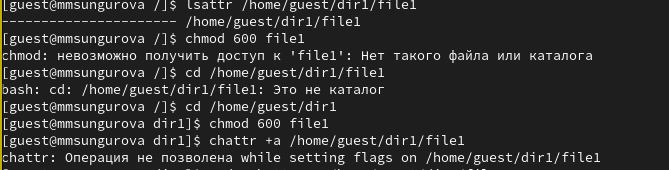 [guest@mmsungurova /]$ lsattr /home/guest/dir1/file1
---------------------- /home/guest/dir1/file1
[guest@mmsungurova /]$ chmod 600 file1
chmod: невозможно получить доступ к 'file1': Нет такого файла или каталога
[guest@mmsungurova /]$ cd /home/guest/dir1/file1
bash: cd: /home/guest/dir1/file1: Это не каталог
[guest@mmsungurova /]$ cd /home/guest/dir1
[guest@mmsungurova dir1]$ chmod 600 file1
[guest@mmsungurova dir1]$ chattr +a /home/guest/dir1/file1
chattr: Операция не позволена while setting flags on /home/guest/dir1/file1